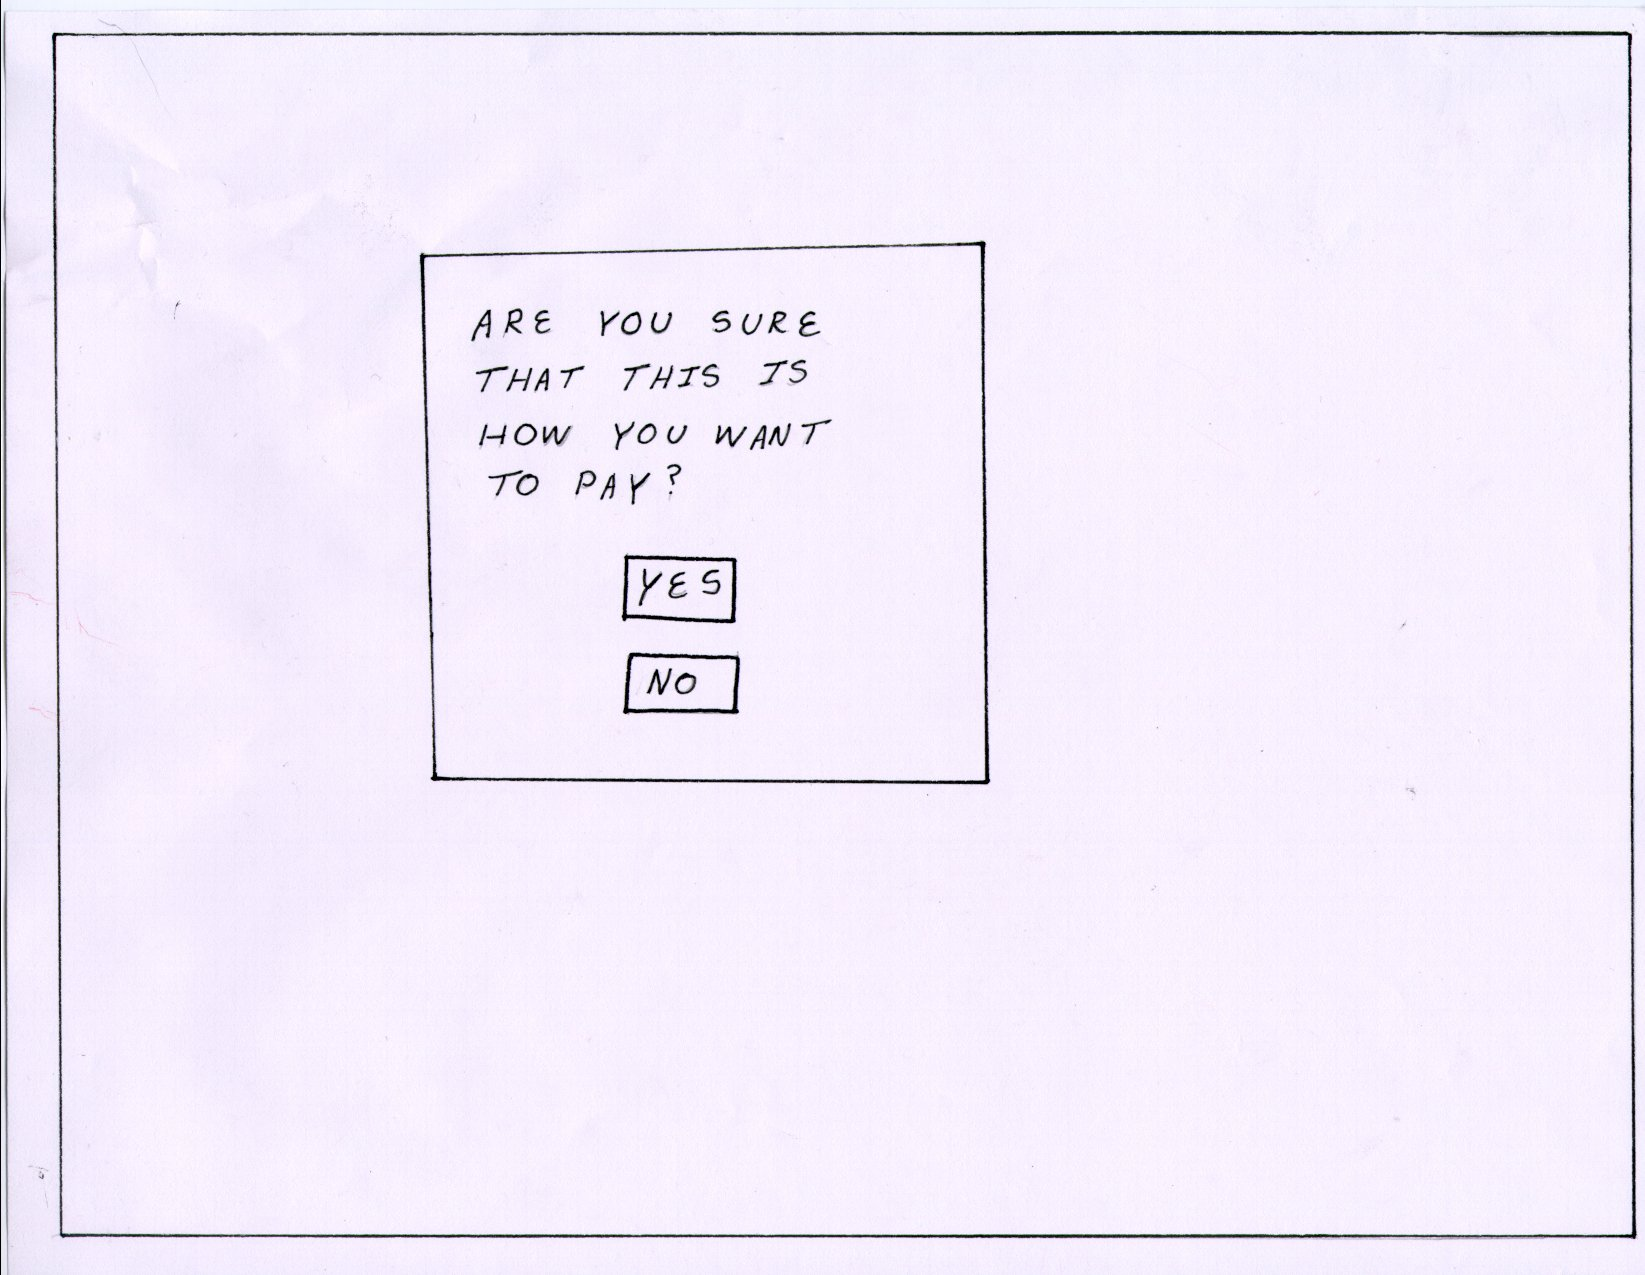 ARE YOU SURE
THAT THIS IS
HOW YOU WANT
TO PAY?
YES
NO